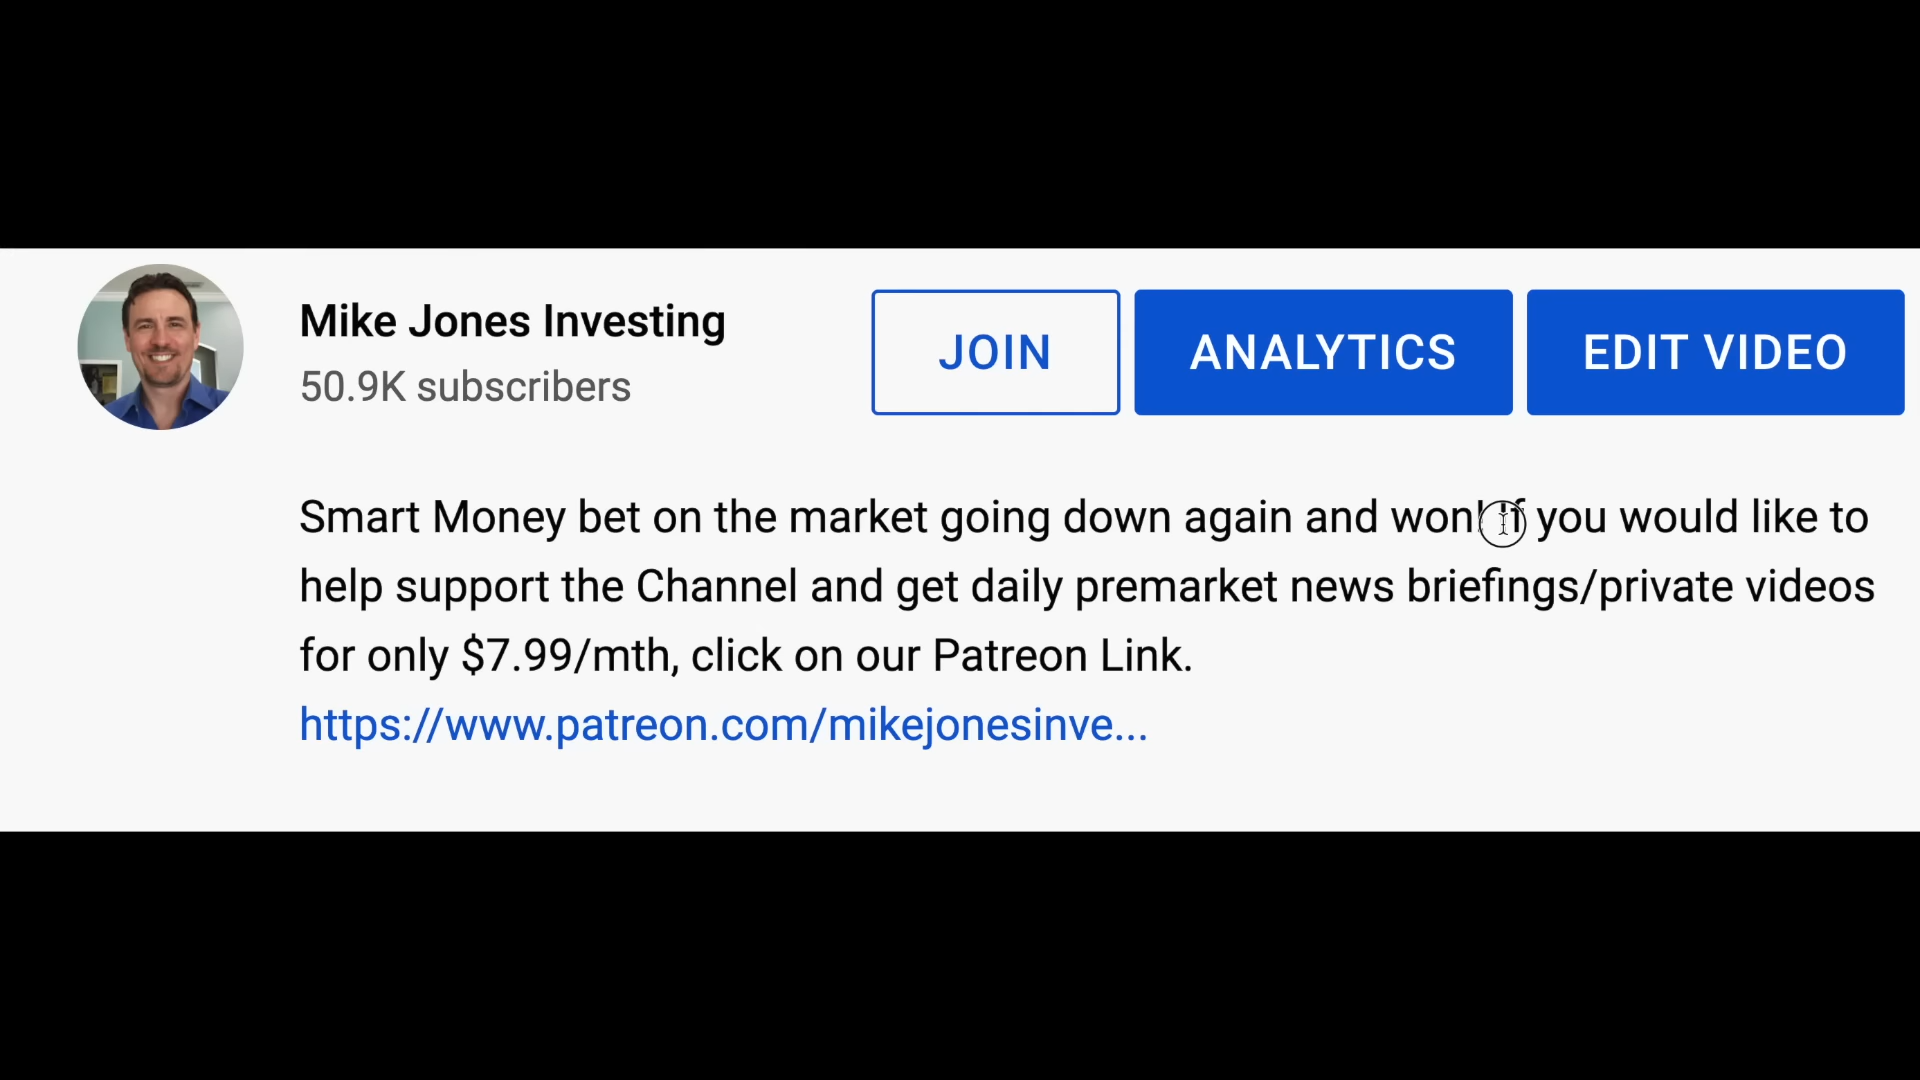 Mike Jones Investing
50.9K subscribers
JOIN
ANALYTICS
EDIT VIDEO
Smart Money bet on the market going down again and won! If you would like to
help support the Channel and get daily premarket news briefings/private videos
for only $7.99/mth, click on our Patreon Link.
https://www.patreon.com/mikejonesinve...